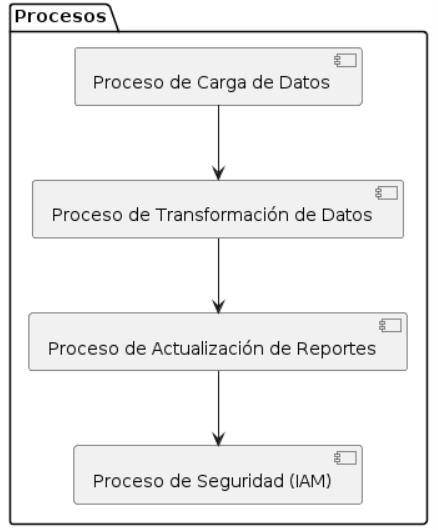 Procesos
Proceso de Carga de Datos
Proceso de Transformación de Datos
Proceso de Actualización de Reportes
Proceso de Seguridad (IAM)